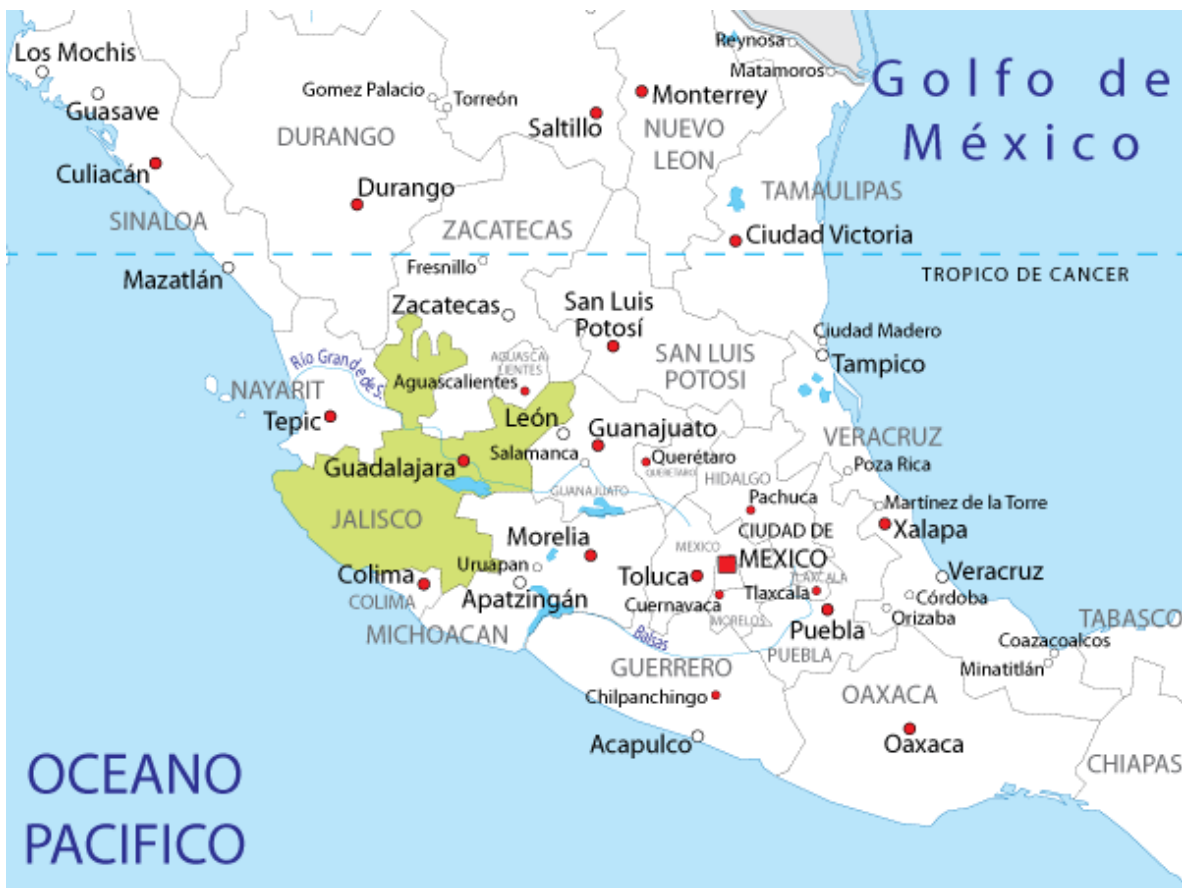 Reynosa
Los Mochis
Matamoros
Golfo de
México
Gomez Palacio
Torreón
Monterrey
Guasave
Saltillo
NUEVO
LEON
DURANGO
Culiacán
Durango
TAMAULIPAS
SINALOA
ZACATECAS
Ciudad Victoria
Mazatlán
Fresnillo
TROPICO DE CANCER
Zacatecas
San Luis
Potosí
Ciudad Madero
Tampico
SAN LUIS
POTOSI
Río Grande de S.
AGUASCA
LIENTES
Aguascalientes
NAYARIT
Tepic
León
Guanajuato
VERACRUZ
Salamanca
Querétaro
QUERETARO
Guadalajara
HIDALGO
Poza Rica
GUANAJUATO
Pachuca
Martínez de la Torre
JALISCO
Xalapa
Morelia
MEXICO
CIUDAD DE
MEXICO
Uruapan
Colima
Toluca
TLAXCALA
Veracruz
COLIMA
Apatzingán
Cuernavaca
Tlaxcala
Córdoba
MICHOACAN
MORELOS
Puebla
Orizaba
TABASCO
Balsas
PUEBLA
Coazacoalcos
Minatitlán
GUERRERO
Chilpanchingo
OAXACA
Acapulco
Oaxaca
CHIAPAS
OCEANO
PACIFICO